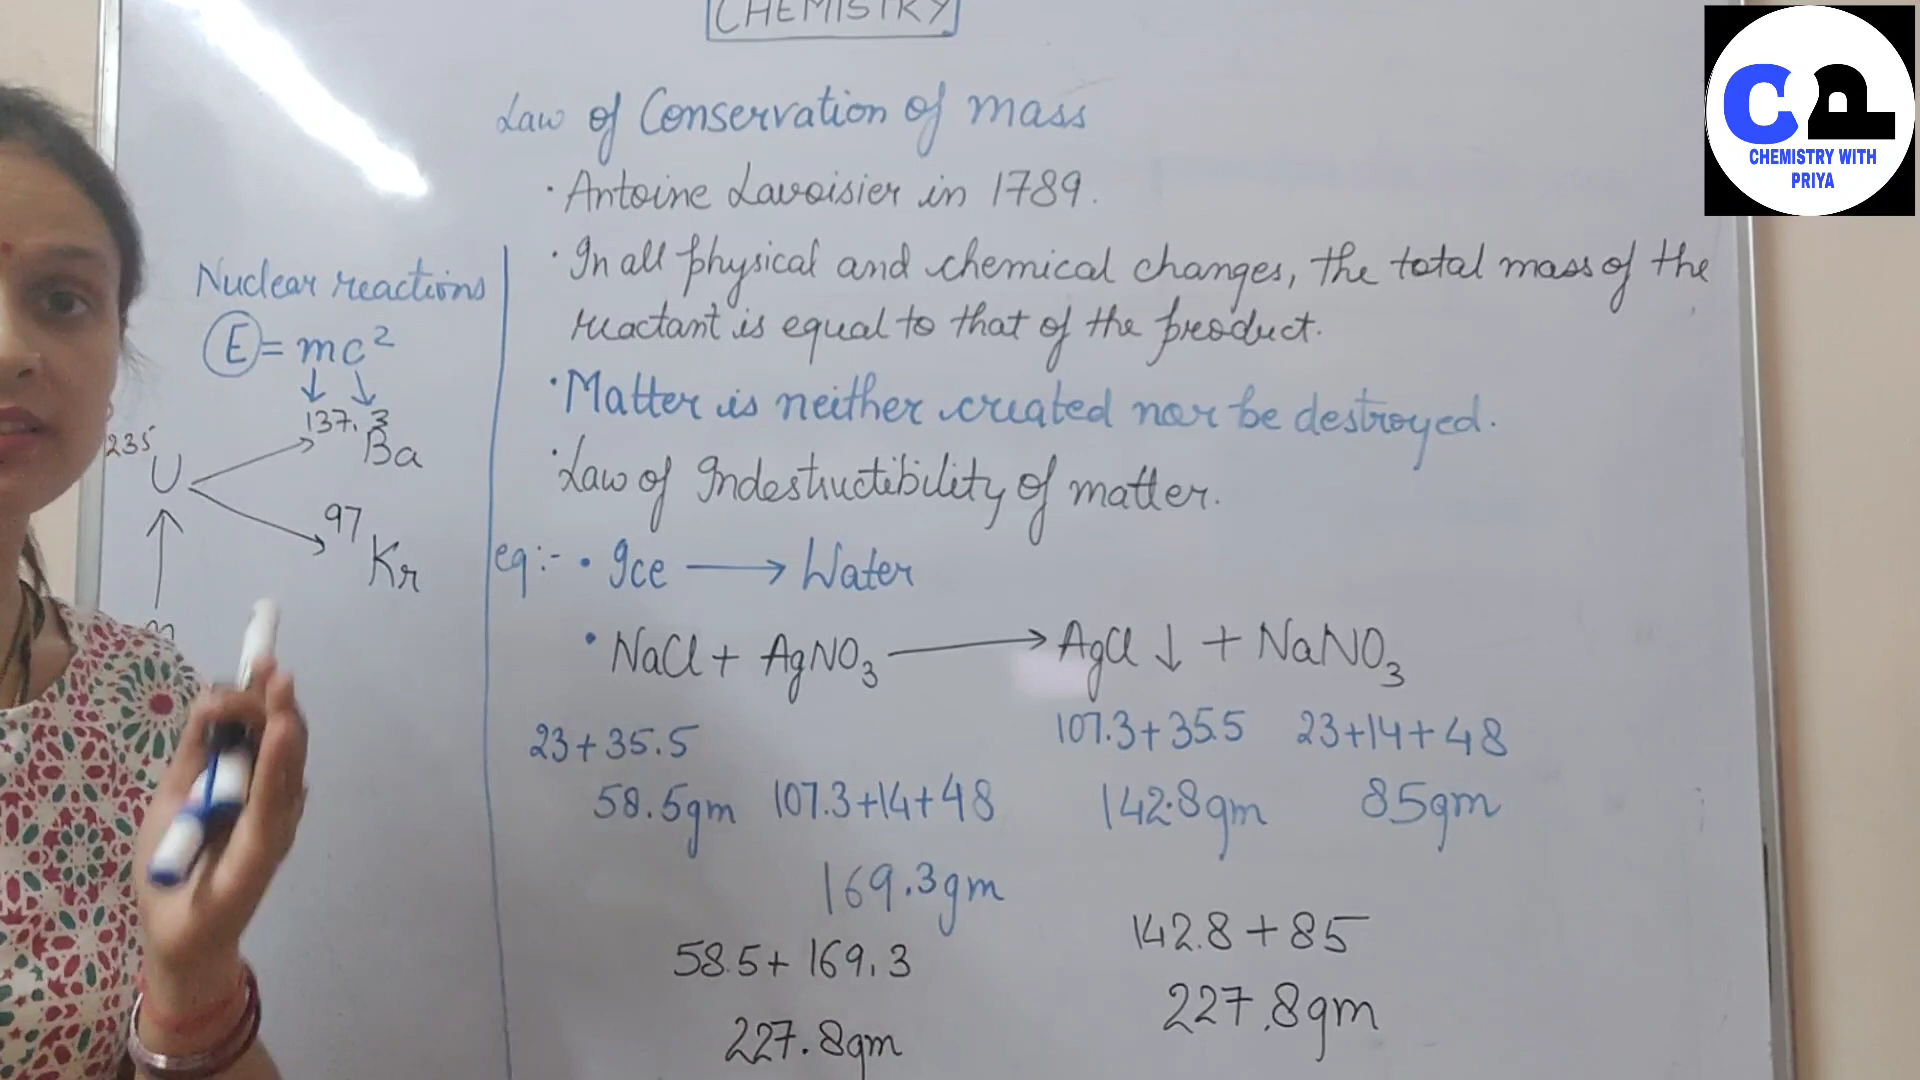 CHEMISTRY
Law of Conservation of mass
· Antoine Lavoisier in 1789.
· In all physical and chemical changes, the total mass of the
reactant is equal to that of the product.
· Matter is neither created nor be destroyed.
· Law of Indestructibility of matter.
eg:- · Ice → Water
· NaCl + AgNO₃ → AgCl ↓ + NaNO₃
23+35.5
107.3+35.5 23+14+48
58.5gm 107.3+14+48
142.8gm 85gm
169.3gm
58.5+ 169.3
142.8+85
227.8gm
227.8gm
Nuclear reactions
E = mc²
137.3
235
U Ba
97
Kr
CP
CHEMISTRY WITH
PRIYA